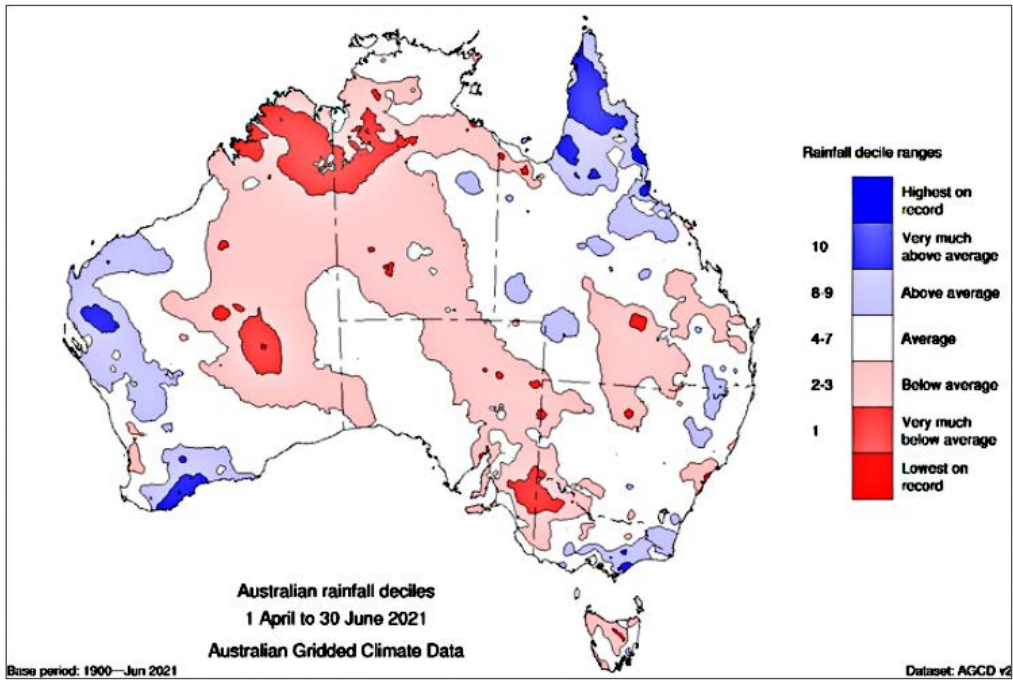 Rainfall decile ranges
Highest on
record
10
Very much
above average
8-9
Above average
4-7
Average
2-3
Below average
1
Very much
below average
Lowest on
record
Australian rainfall deciles
1 April to 30 June 2021
Australian Gridded Climate Data
Base period: 1900—Jun 2021
Dataset: AGCD v2